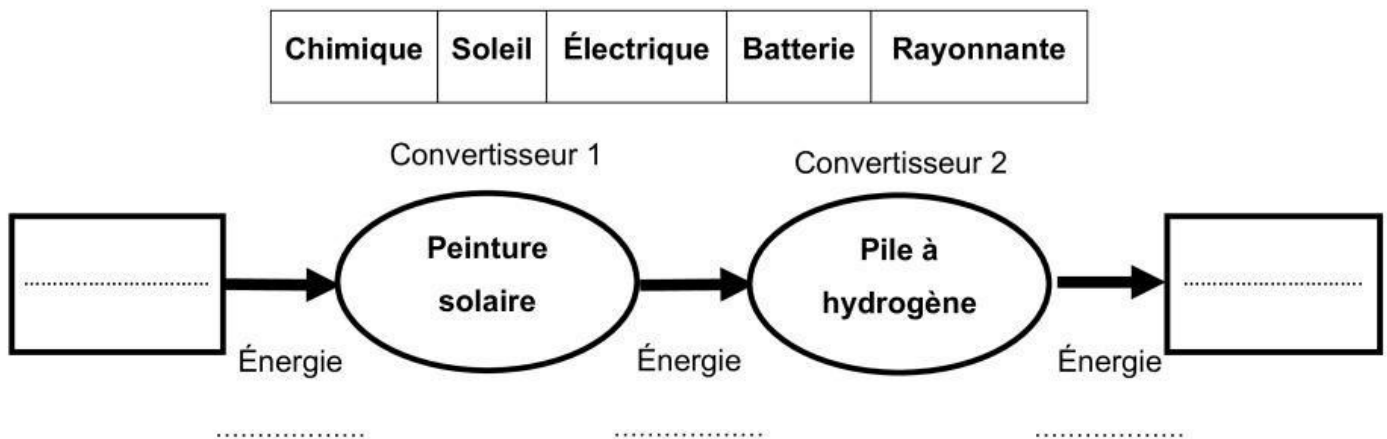 Chimique Soleil Électrique Batterie Rayonnante
Convertisseur 1 Convertisseur 2
Peinture
solaire
Pile à
hydrogène
Énergie Énergie Énergie